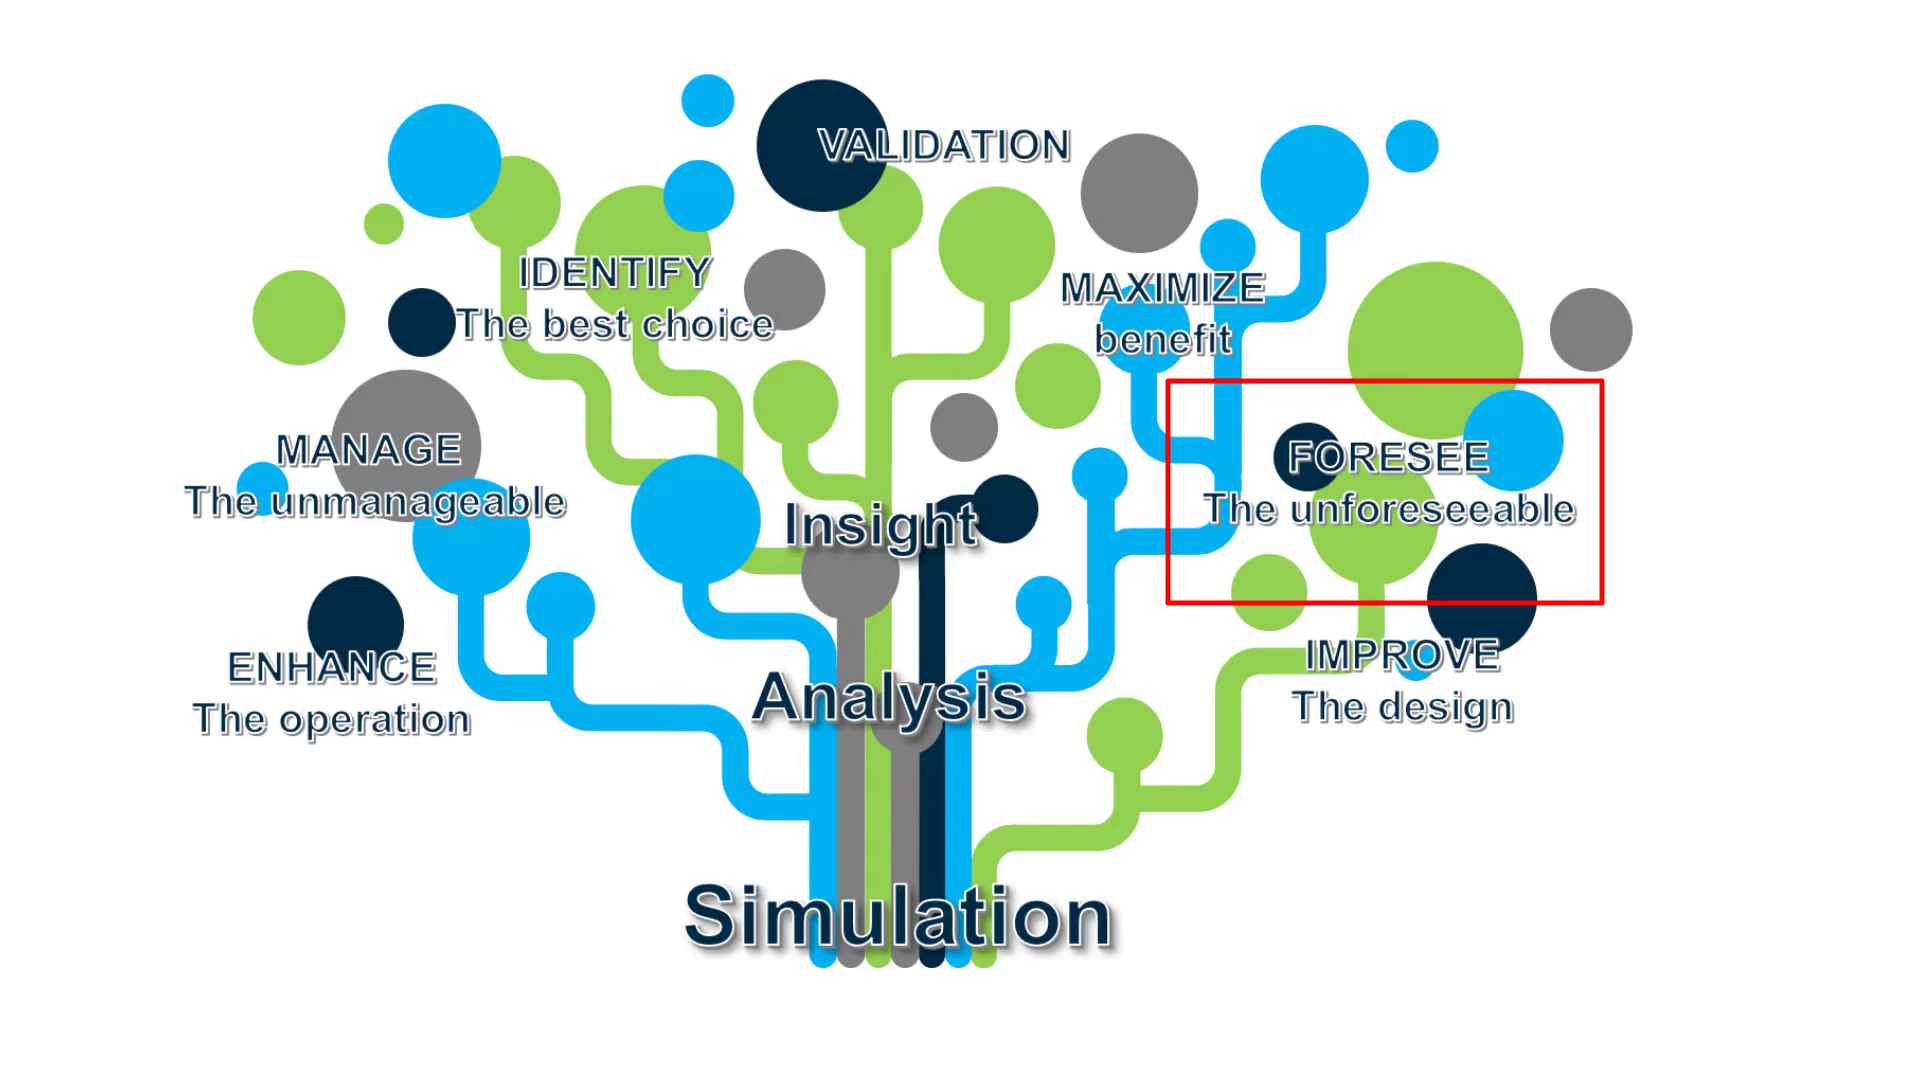 VALIDATION
IDENTIFY
The best choice
MAXIMIZE
benefit
MANAGE
The unmanageable
FORESEE
The unforeseeable
Insight
ENHANCE
The operation
Analysis
IMPROVE
The design
Simulation